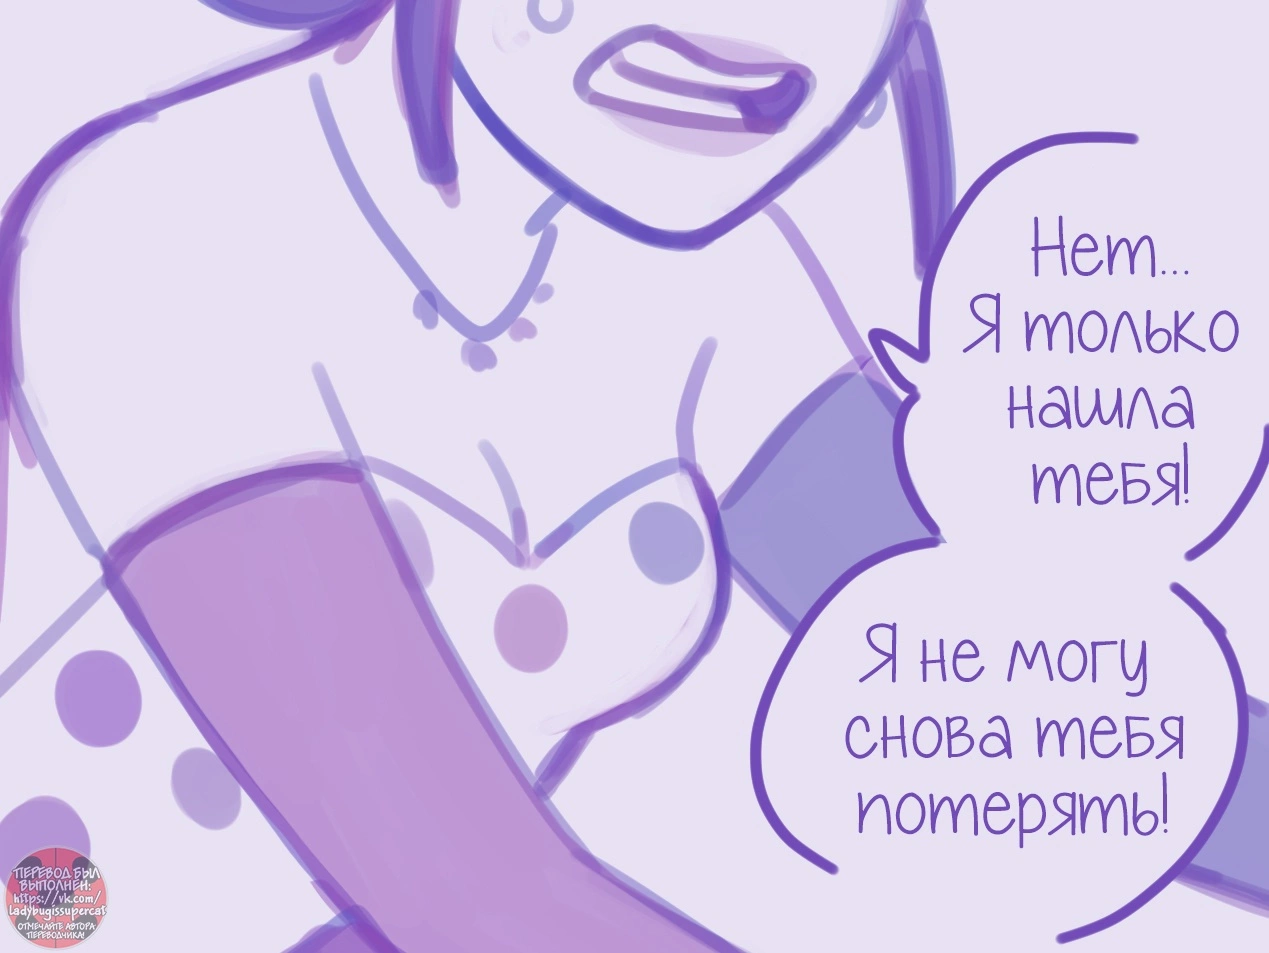 Нет...
Я только
нашла
тебя!
Я не могу
снова тебя
потерять!
ПЕРЕВОД БЫЛ
ВЫПОЛНЕН:
https://vk.com/
ladybugissupercat
ОТМЕЧАЙТЕ АВТОРА
ПЕРЕВОДЧИКА!